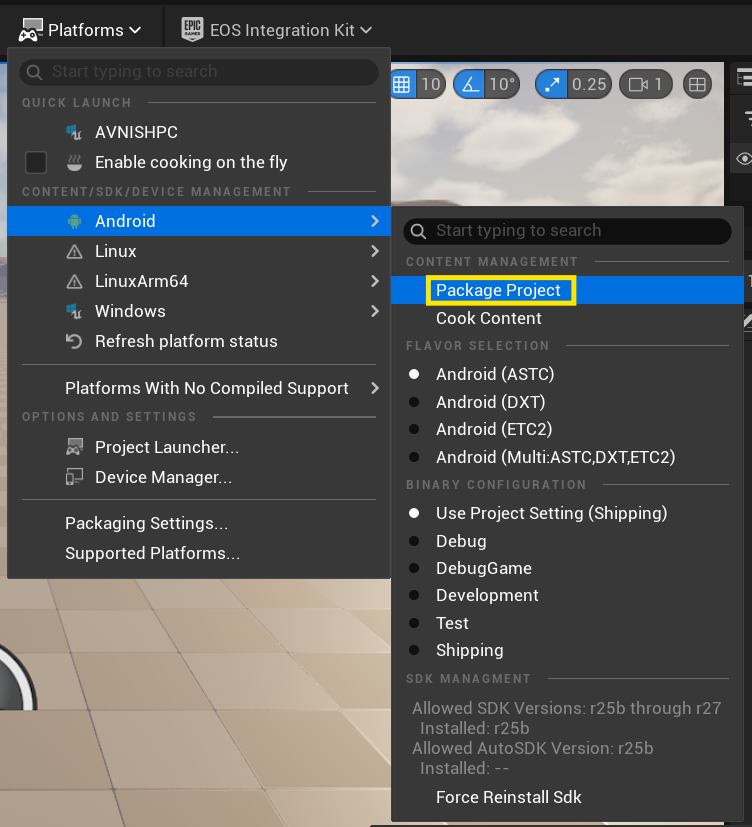 Platforms
EPIC GAMES
EOS Integration Kit
Start typing to search
QUICK LAUNCH
AVNISHPC
Enable cooking on the fly
CONTENT/SDK/DEVICE MANAGEMENT
Android
Linux
LinuxArm64
Windows
Refresh platform status
Platforms With No Compiled Support
OPTIONS AND SETTINGS
Project Launcher...
Device Manager...
Packaging Settings...
Supported Platforms...
10
10°
0.25
1
Start typing to search
CONTENT MANAGEMENT
Package Project
Cook Content
FLAVOR SELECTION
Android (ASTC)
Android (DXT)
Android (ETC2)
Android (Multi:ASTC,DXT,ETC2)
BINARY CONFIGURATION
Use Project Setting (Shipping)
Debug
DebugGame
Development
Test
Shipping
SDK MANAGMENT
Allowed SDK Versions: r25b through r27
Installed: r25b
Allowed AutoSDK Version: r25b
Installed: --
Force Reinstall Sdk